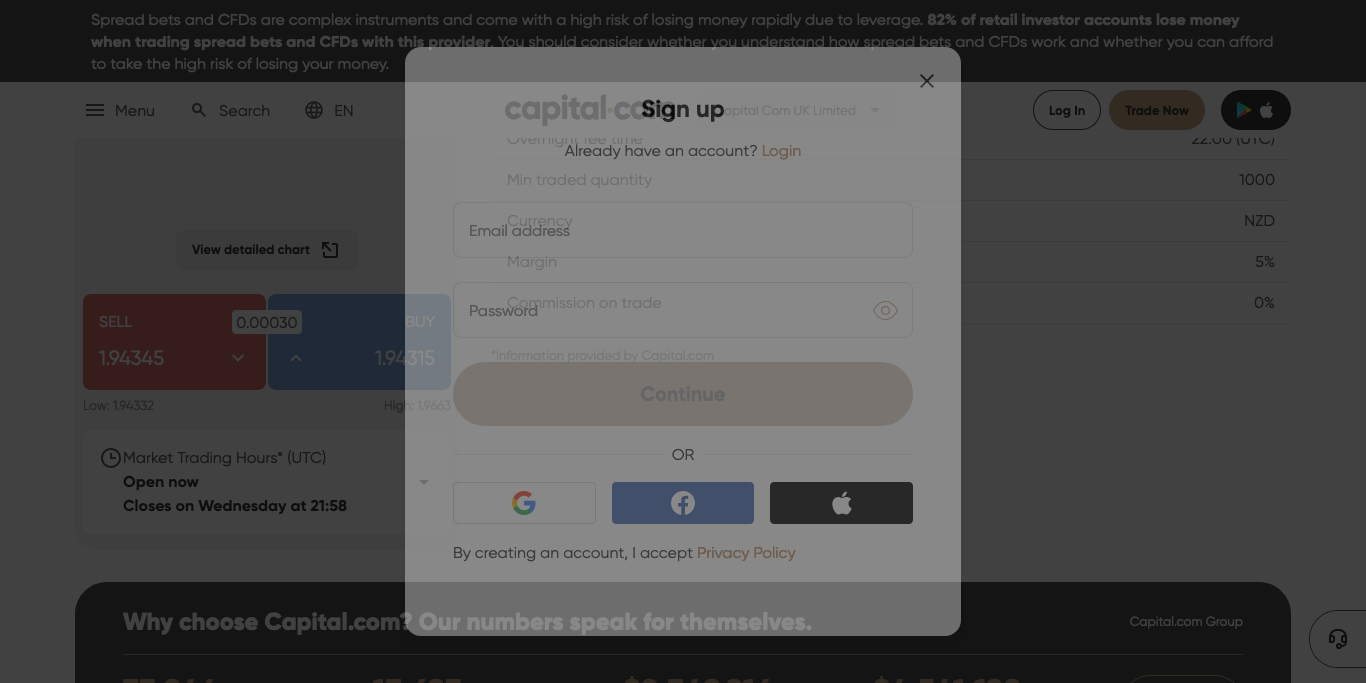 Spread bets and CFDs are complex instruments and come with a high risk of losing money rapidly due to leverage. 82% of retail investor accounts lose money
when trading spread bets and CFDs with this provider. You should consider whether you understand how spread bets and CFDs work and whether you can afford
to take the high risk of losing your money.
Menu
Search
EN
capital.co
Capital Com UK Limited
Log In
Trade Now
Sign up
Already have an account? Login
Overnight fee time
22:00 (UTC)
Min traded quantity
1000
Currency
NZD
Email address
Margin
5%
Commission on trade
0%
Password
*Information provided by Capital.com
View detailed chart
SELL
0.00030
BUY
1.94345
1.94315
Low: 1.94332
High: 1.9663
Continue
OR
Market Trading Hours* (UTC)
Open now
Closes on Wednesday at 21:58
By creating an account, I accept Privacy Policy
Why choose Capital.com? Our numbers speak for themselves.
Capital.com Group